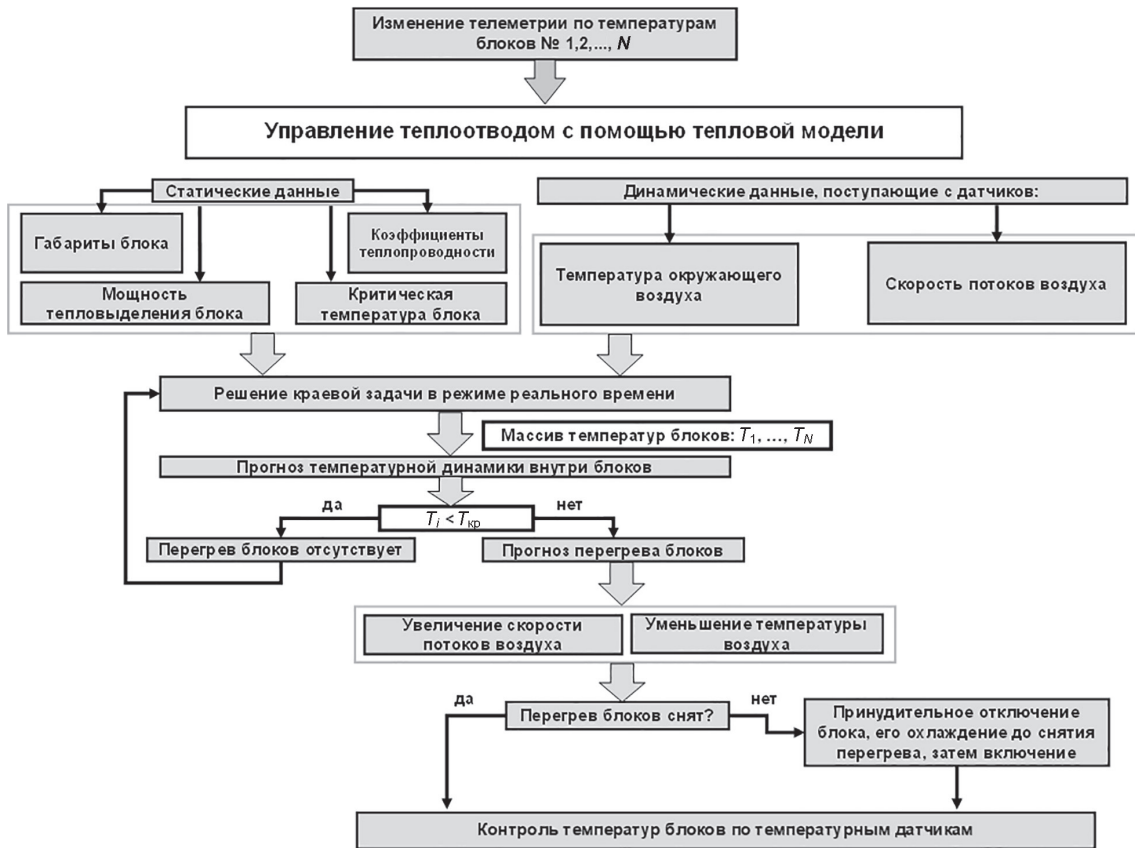 Изменение телеметрии по температурам
блоков № 1,2,..., N
Управление теплоотводом с помощью тепловой модели
Статические данные
Динамические данные, поступающие с датчиков:
Габариты блока
Коэффициенты
теплопроводности
Мощность
тепловыделения блока
Критическая
температура блока
Температура окружающего
воздуха
Скорость потоков воздуха
Решение краевой задачи в режиме реального времени
Массив температур блоков: T1, ..., TN
Прогноз температурной динамики внутри блоков
да
Ti < Tкр
нет
Перегрев блоков отсутствует
Прогноз перегрева блоков
Увеличение скорости
потоков воздуха
Уменьшение температуры
воздуха
да
Перегрев блоков снят?
нет
Принудительное отключение
блока, его охлаждение до снятия
перегрева, затем включение
Контроль температур блоков по температурным датчикам